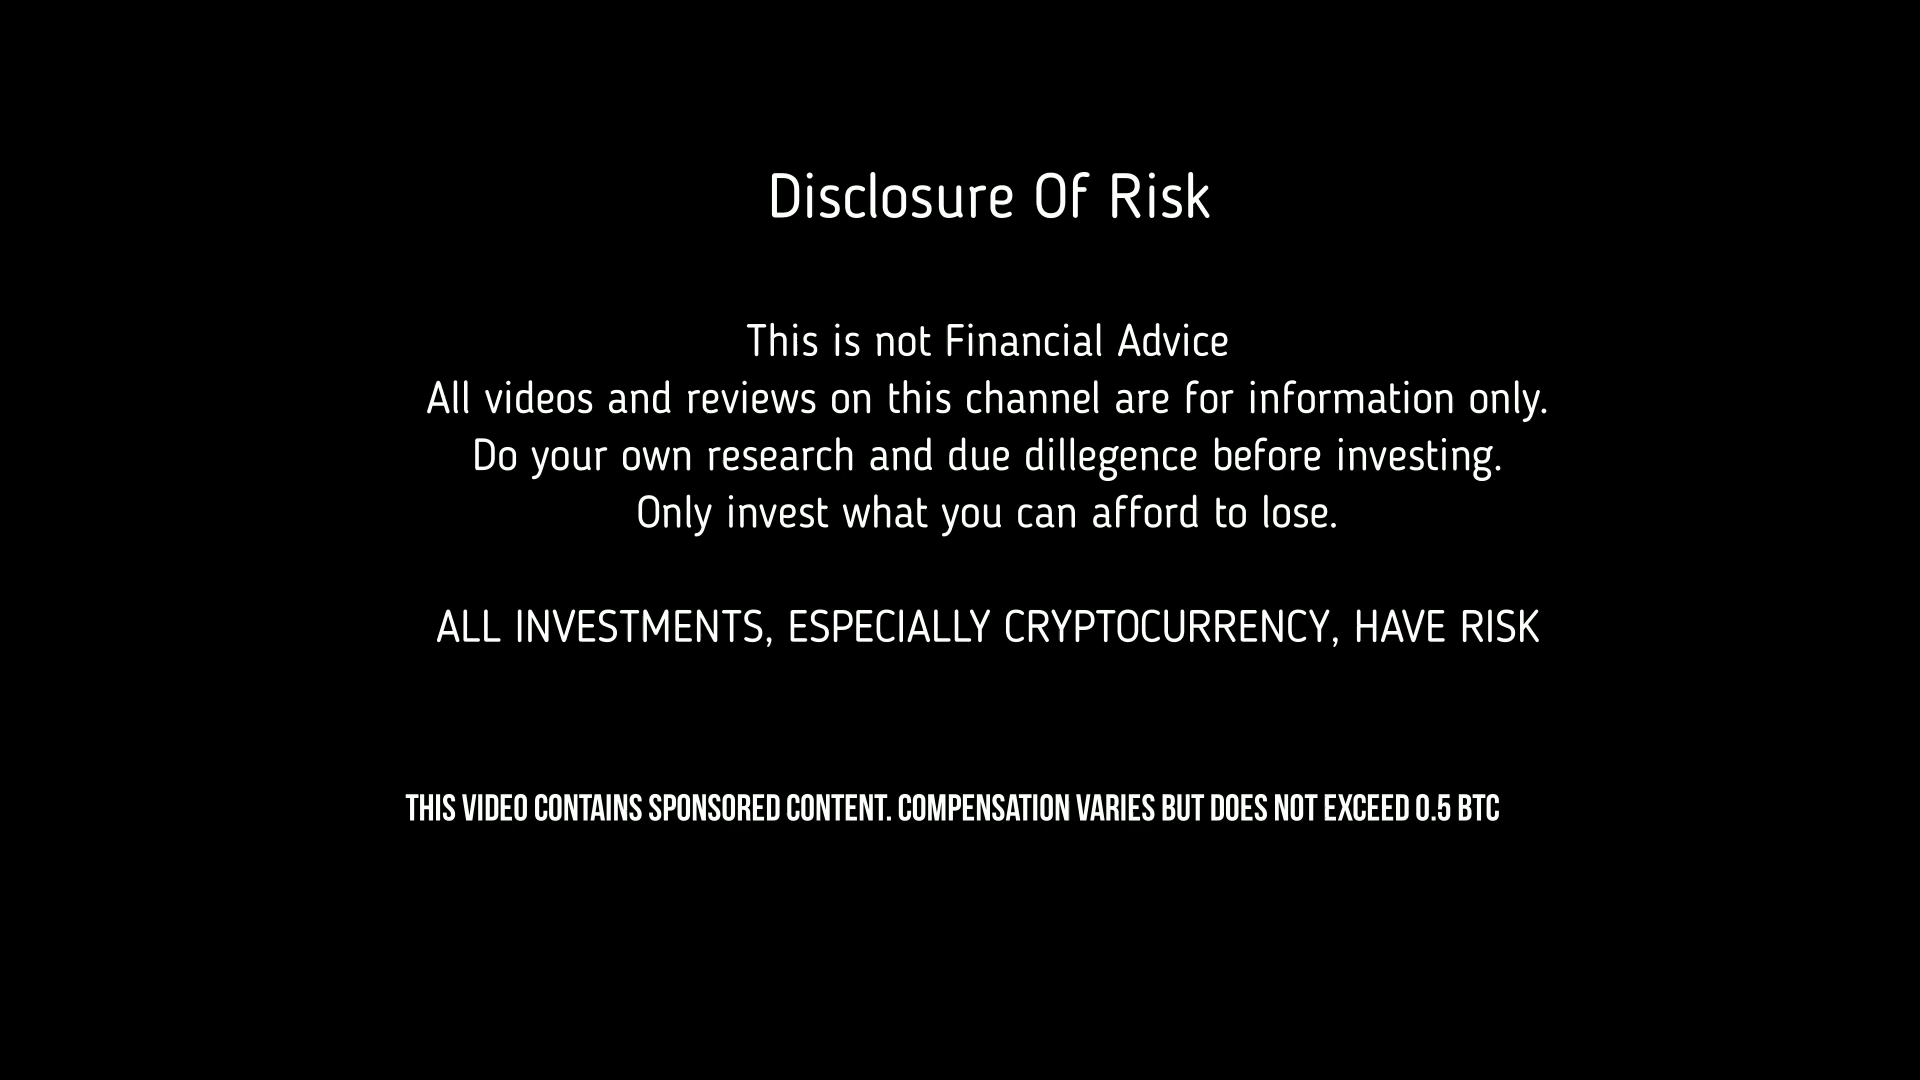 Disclosure Of Risk
This is not Financial Advice
All videos and reviews on this channel are for information only.
Do your own research and due dillegence before investing.
Only invest what you can afford to lose.
ALL INVESTMENTS, ESPECIALLY CRYPTOCURRENCY, HAVE RISK
THIS VIDEO CONTAINS SPONSORED CONTENT. COMPENSATION VARIES BUT DOES NOT EXCEED 0.5 BTC